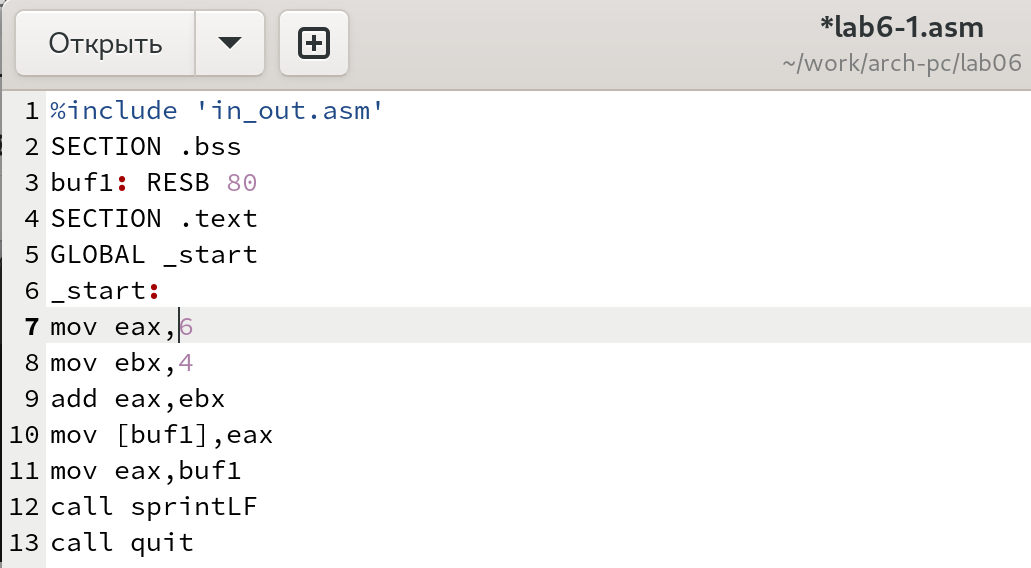 Открыть
*lab6-1.asm
~/work/arch-pc/lab06
1 %include 'in_out.asm'
2 SECTION .bss
3 buf1: RESB 80
4 SECTION .text
5 GLOBAL _start
6 _start:
7 mov eax,6
8 mov ebx,4
9 add eax,ebx
10 mov [buf1],eax
11 mov eax,buf1
12 call sprintLF
13 call quit